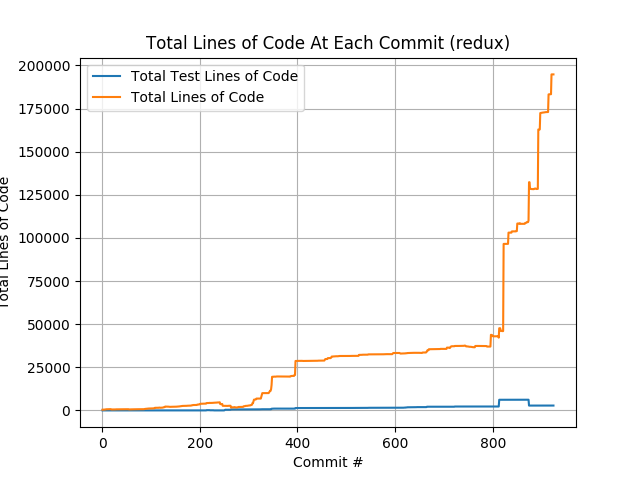 Total Lines of Code At Each Commit (redux)
Total Test Lines of Code
Total Lines of Code
200000
175000
150000
125000
100000
75000
50000
25000
0
Total Lines of Code
0 200 400 600 800
Commit #